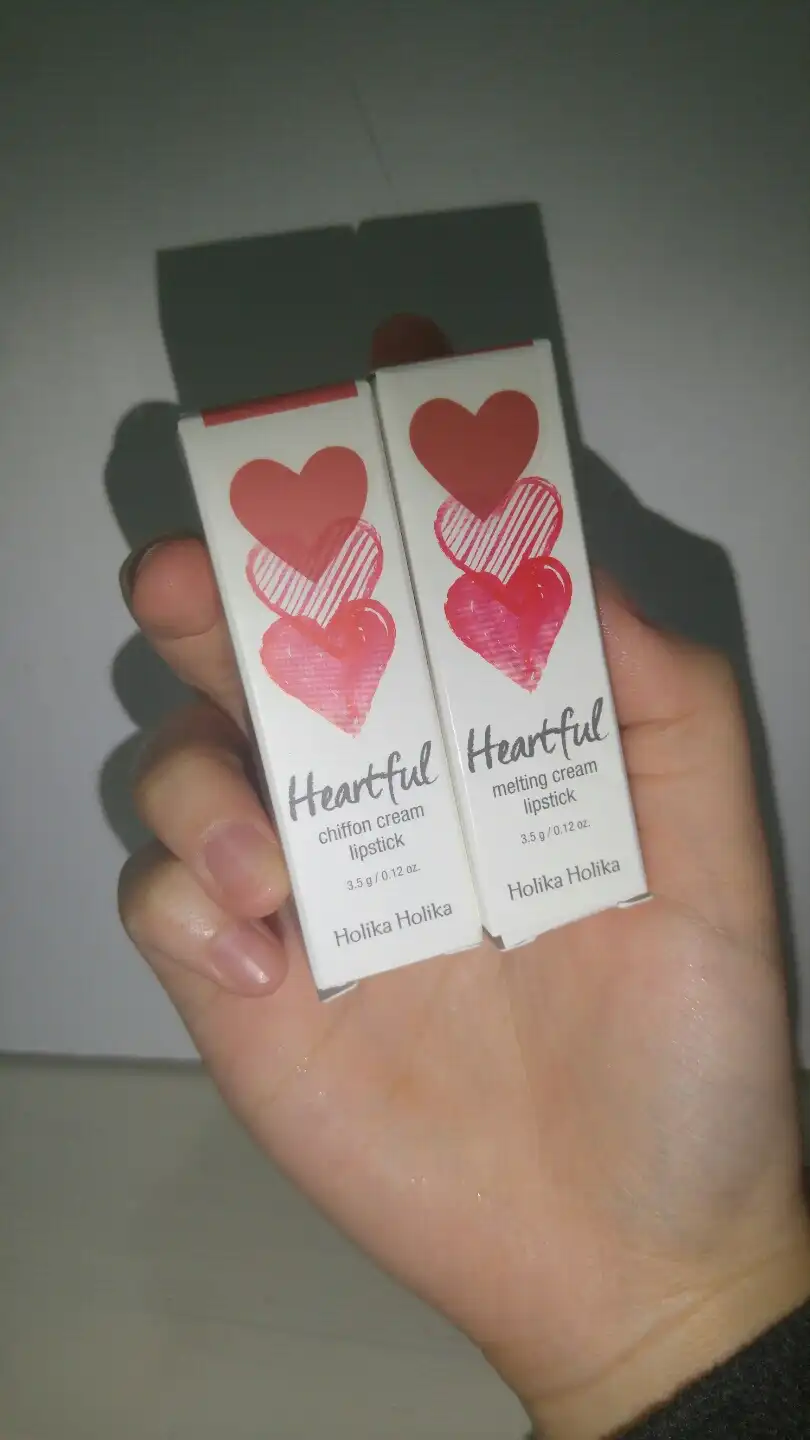 Heartful
chiffon cream
lipstick
3.5 g / 0.12 oz.
Holika Holika
Heartful
melting cream
lipstick
3.5 g / 0.12 oz.
Holika Holika